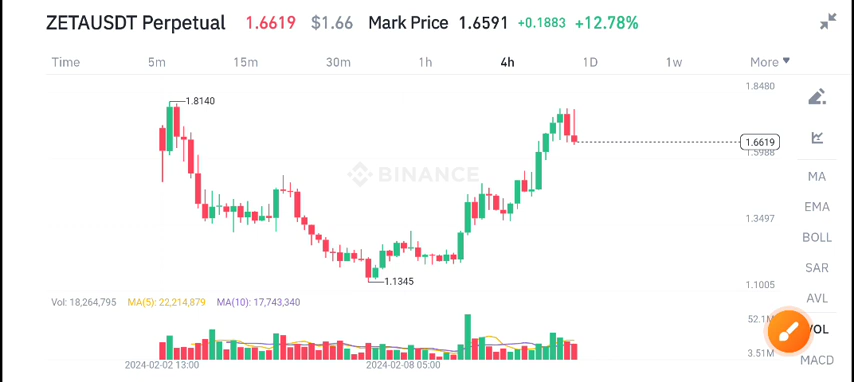 ZETAUSDT Perpetual 1.6619 $1.66 Mark Price 1.6591 +0.1883 +12.78%
Time 5m 15m 30m 1h 4h 1D 1w More
1.8480
1.8140
1.6619
1.5988
BINANCE
MA
EMA
1.3497
BOLL
SAR
1.1345
1.1005
AVL
Vol: 18,264,795 MA(5): 22,214,879 MA(10): 17,743,340
52.1M
VOL
3.51M
MACD
2024-02-02 13:00 2024-02-08 05:00